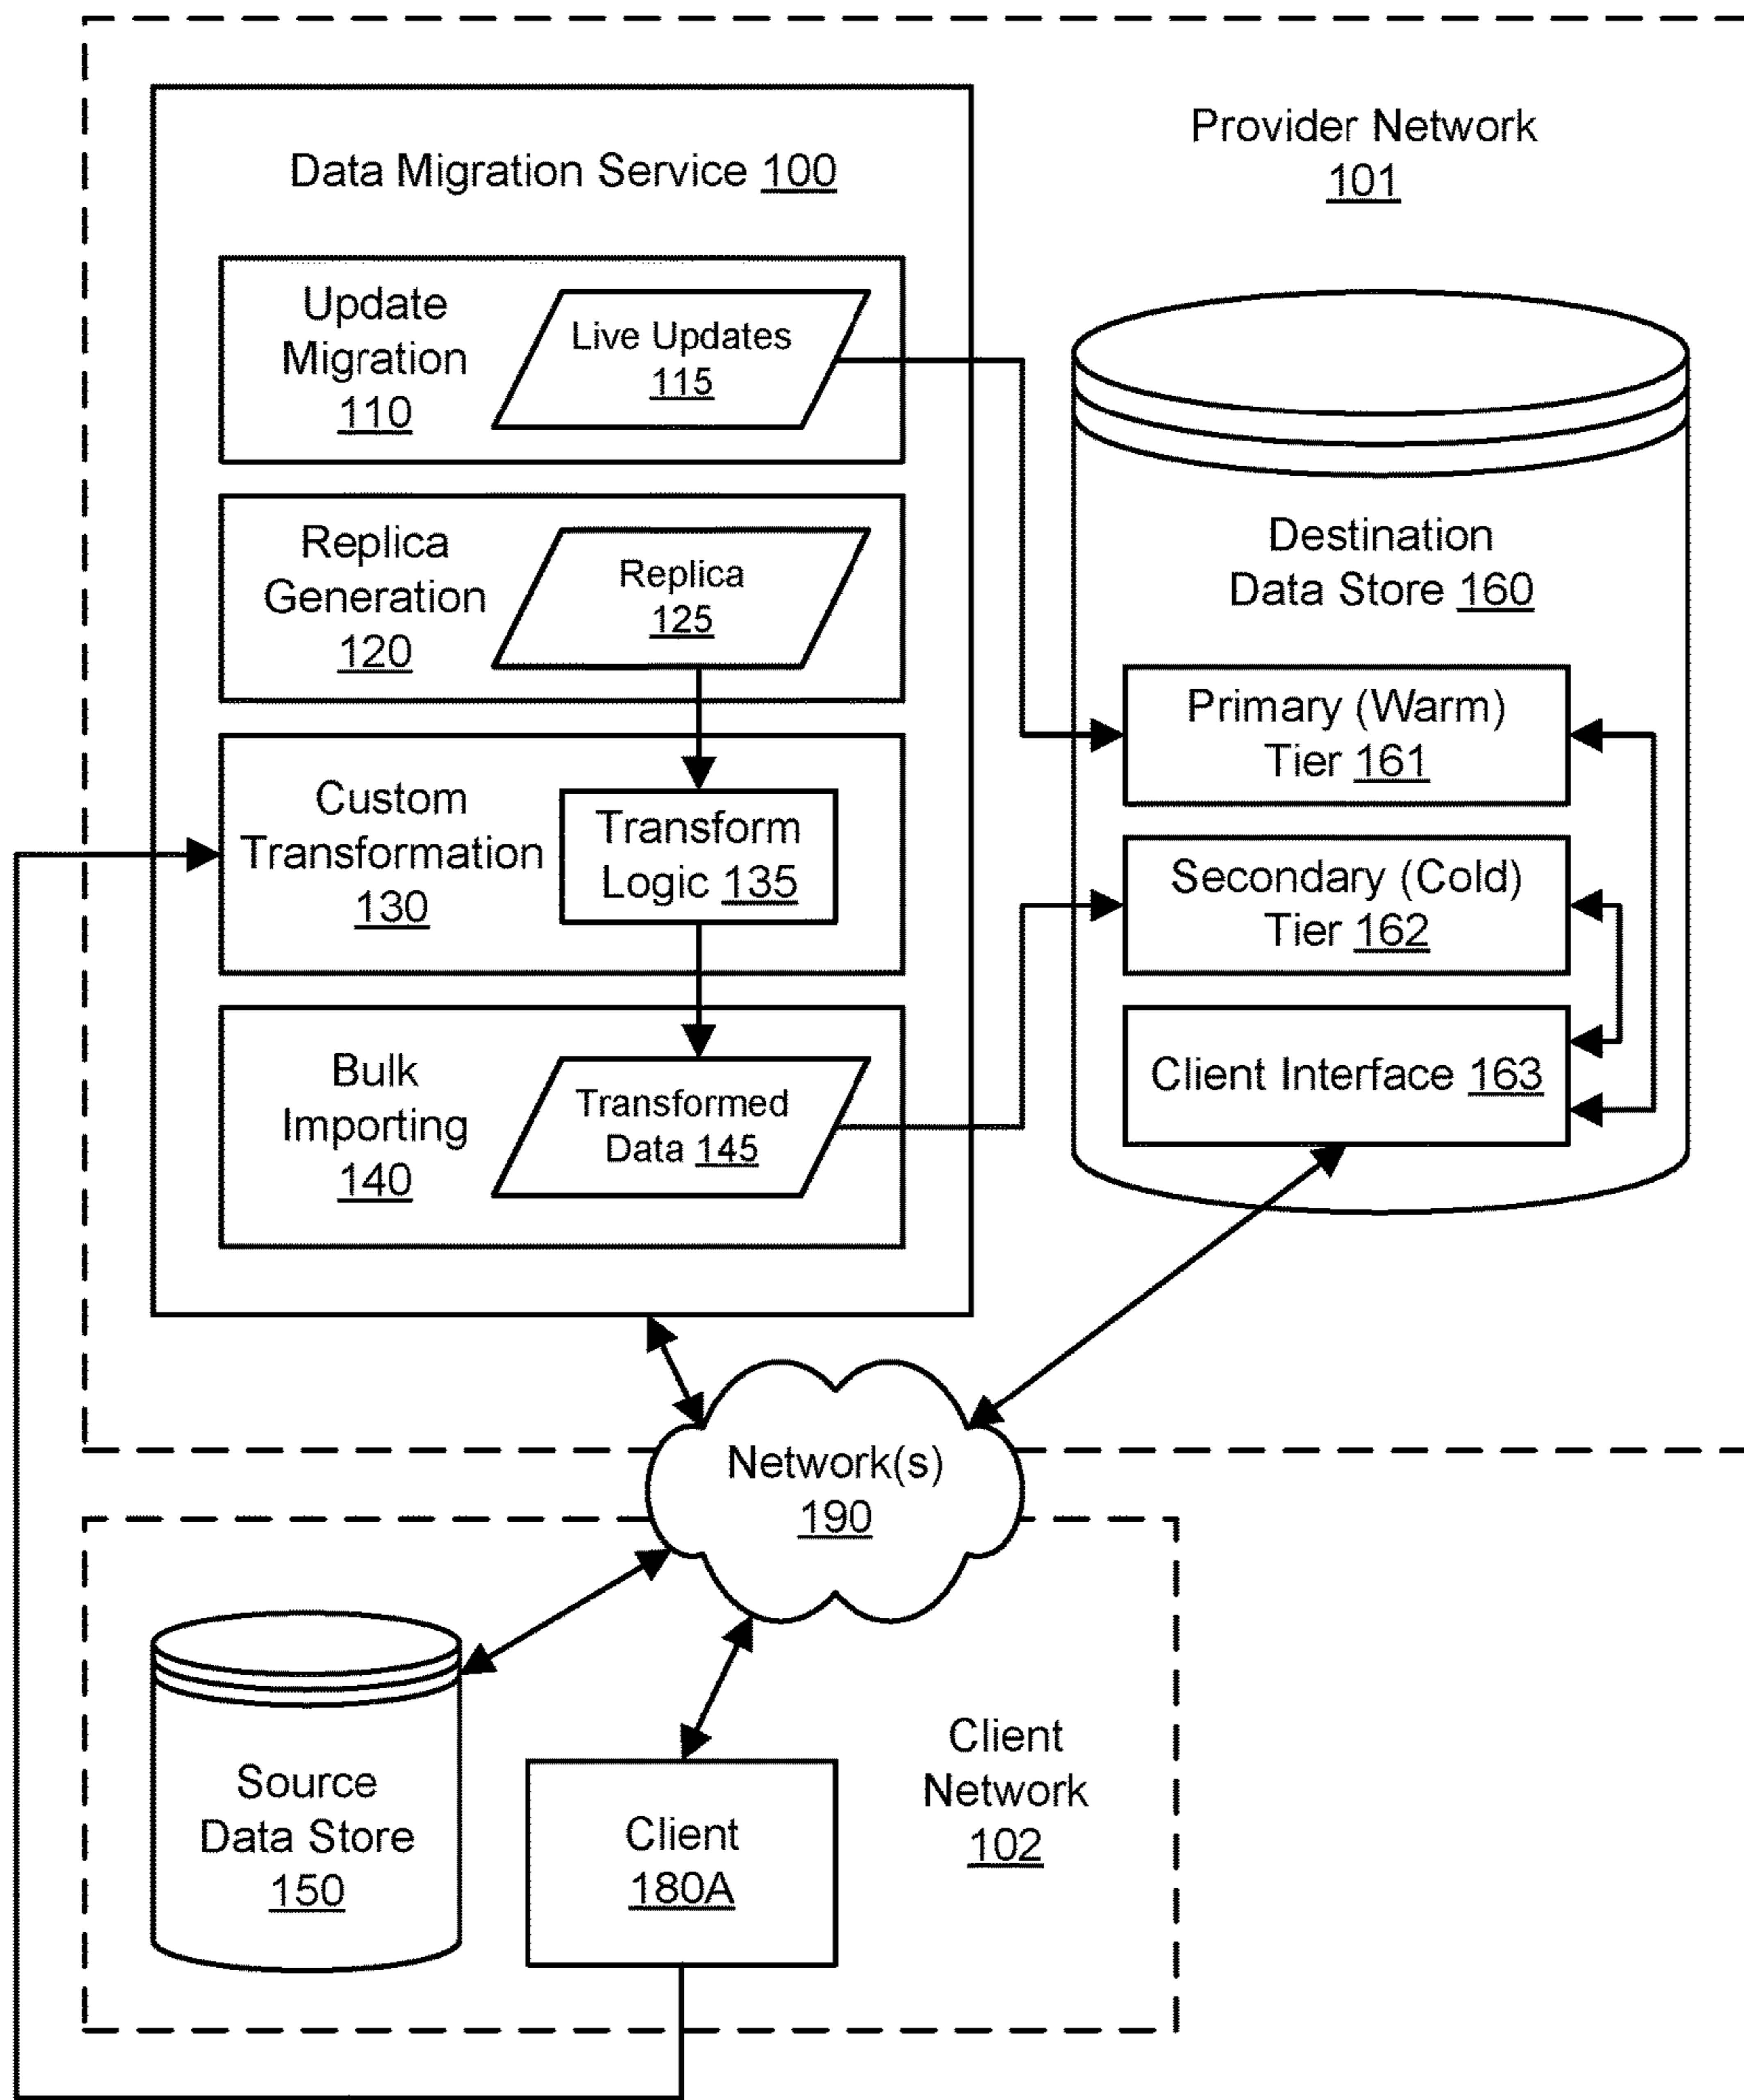 Provider Network
101
Data Migration Service 100
Update
Migration
110
Live Updates
115
Replica
Generation
120
Replica
125
Custom
Transformation
130
Transform
Logic 135
Bulk
Importing
140
Transformed
Data 145
Destination
Data Store 160
Primary (Warm)
Tier 161
Secondary (Cold)
Tier 162
Client Interface 163
Network(s)
190
Source
Data Store
150
Client
180A
Client
Network
102